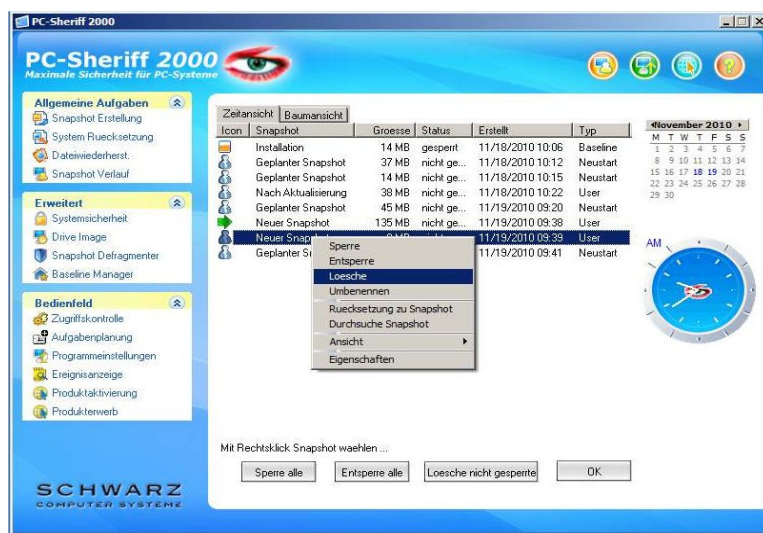 PC-Sheriff 2000
PC-Sheriff 2000
Maximale Sicherheit für PC-Systeme
Allgemeine Aufgaben
Snapshot Erstellung
System Ruecksetzung
Dateiwiederherst.
Snapshot Verlauf
Erweitert
Systemsicherheit
Drive Image
Snapshot Defragmenter
Baseline Manager
Bedienfeld
Zugriffskontrolle
Aufgabenplanung
Programmeinstellungen
Ereignisanzeige
Produktaktivierung
Produkterwerb
SCHWARZ
COMPUTER SYSTEME
Zeitansicht Baumansicht
Icon Snapshot Groesse Status Erstellt Typ
Installation 14 MB gesperrt 11/18/2010 10:06 Baseline
Geplanter Snapshot 37 MB nicht ge... 11/18/2010 10:12 Neustart
Geplanter Snapshot 14 MB nicht ge... 11/18/2010 10:15 Neustart
Nach Aktualisierung 38 MB nicht ge... 11/18/2010 10:22 User
Geplanter Snapshot 45 MB nicht ge... 11/19/2010 09:20 Neustart
Neuer Snapshot 135 MB nicht ge... 11/19/2010 09:38 User
Neuer 11/19/2010 09:39 User
Geplanter 11/19/2010 09:41 Neustart
Sperre
Entsperre
Loesche
Umbenennen
Ruecksetzung zu Snapshot
Durchsuche Snapshot
Ansicht
Eigenschaften
November 2010
M T W T F S S
1 2 3 4 5 6 7
8 9 10 11 12 13 14
15 16 17 18 19 20 21
22 23 24 25 26 27 28
29 30
AM
Mit Rechtsklick Snapshot waehlen ...
Sperre alle Entsperre alle Loesche nicht gesperrte OK